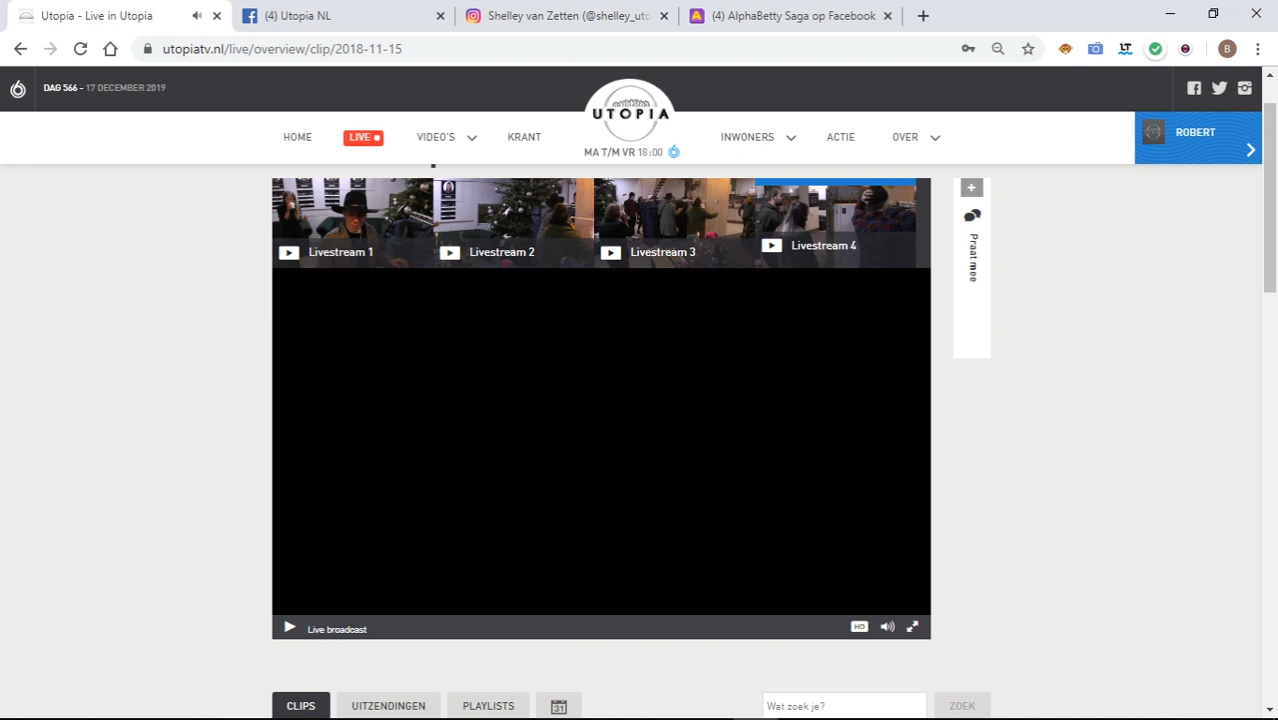 Utopia - Live in Utopia
(4) Utopia NL
Shelley van Zetten (@shelley_uto
(4) AlphaBetty Saga op Facebook
utopiatv.nl/live/overview/clip/2018-11-15
LT
B
DAG 566 - 17 DECEMBER 2019
HOME
LIVE
VIDEO'S
KRANT
UTOPIA
MA T/M VR 18:00 6
INWONERS
ACTIE
OVER
ROBERT
Livestream 1
Livestream 2
Livestream 3
Livestream 4
Praat mee
Live broadcast
HD
CLIPS
UITZENDINGEN
PLAYLISTS
31
Wat zoek je?
ZOEK